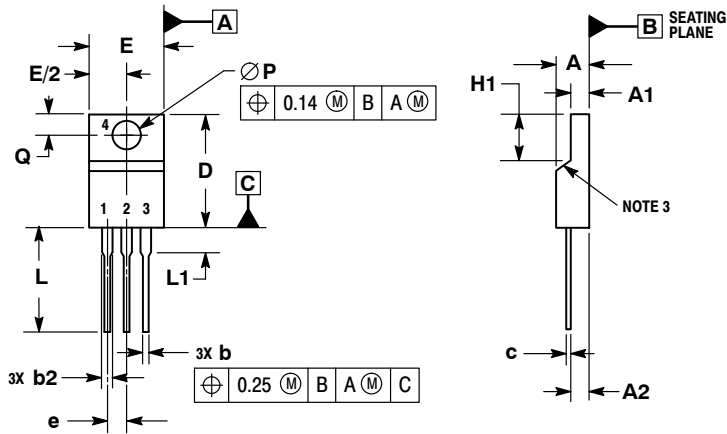 A
E
E/2
∅ P
⌖ 0.14 Ⓜ B A Ⓜ
4
Q
D
C
1 2 3
L
L1
3X b
3X b2
⌖ 0.25 Ⓜ B A Ⓜ C
e
B SEATING
PLANE
A
H1
A1
NOTE 3
c
A2